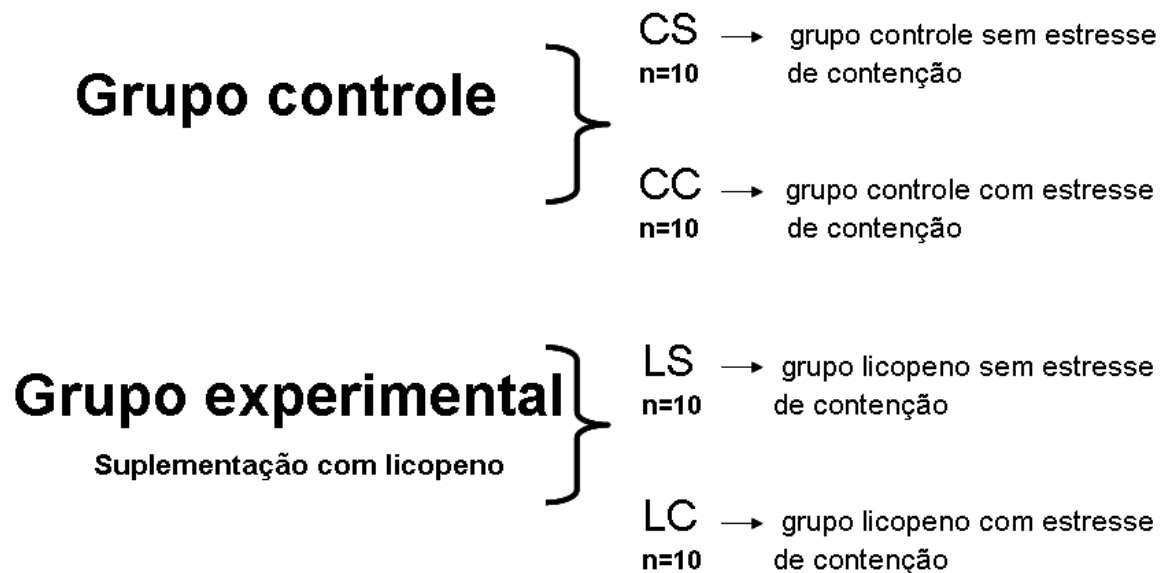 Grupo controle
CS → grupo controle sem estresse
n=10 de contenção
CC → grupo controle com estresse
n=10 de contenção
Grupo experimental
Suplementação com licopeno
LS → grupo licopeno sem estresse
n=10 de contenção
LC → grupo licopeno com estresse
n=10 de contenção